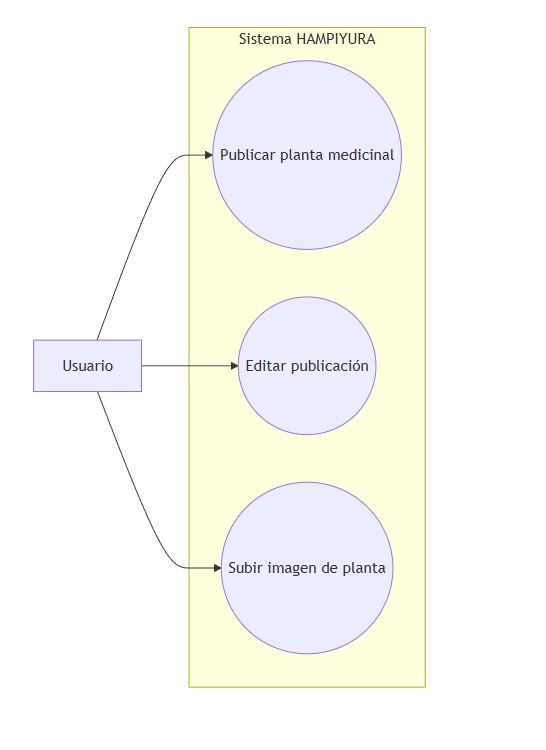 Sistema HAMPIYURA
Publicar planta medicinal
Usuario
Editar publicación
Subir imagen de planta